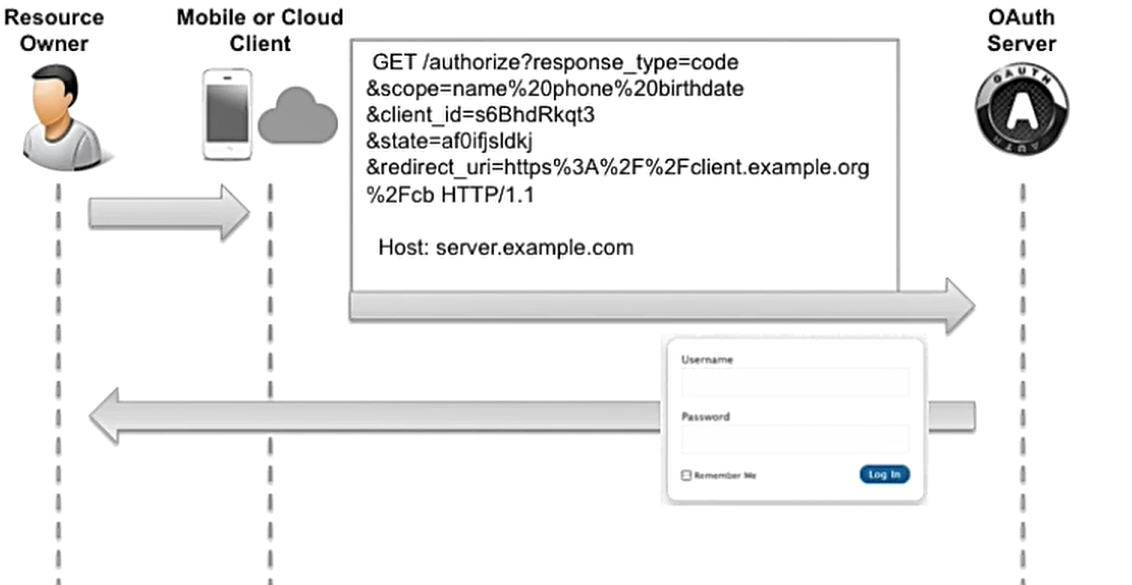 Resource
Owner
Mobile or Cloud
Client
OAuth
Server
OAUTH
A
AUTH
GET /authorize?response_type=code
&scope=name%20phone%20birthdate
&client_id=s6BhdRkqt3
&state=af0ifjsldkj
&redirect_uri=https%3A%2F%2Fclient.example.org
%2Fcb HTTP/1.1
Host: server.example.com
Username
Password
Remember Me
Log In